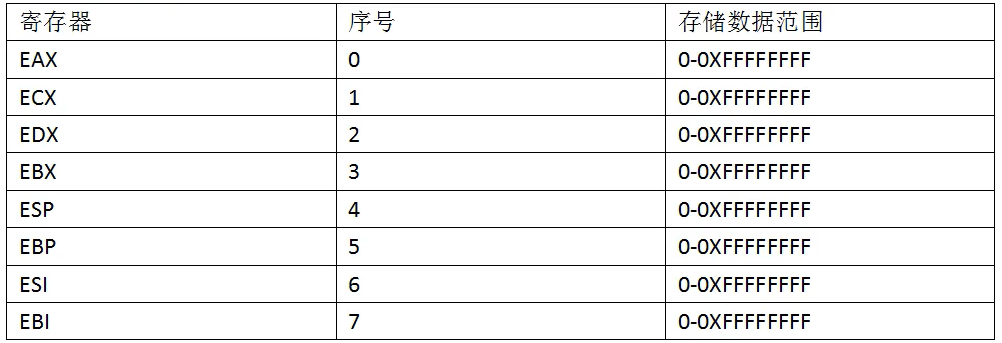 寄存器 序号 存储数据范围
EAX 0 0-0XFFFFFFFF
ECX 1 0-0XFFFFFFFF
EDX 2 0-0XFFFFFFFF
EBX 3 0-0XFFFFFFFF
ESP 4 0-0XFFFFFFFF
EBP 5 0-0XFFFFFFFF
ESI 6 0-0XFFFFFFFF
EBI 7 0-0XFFFFFFFF